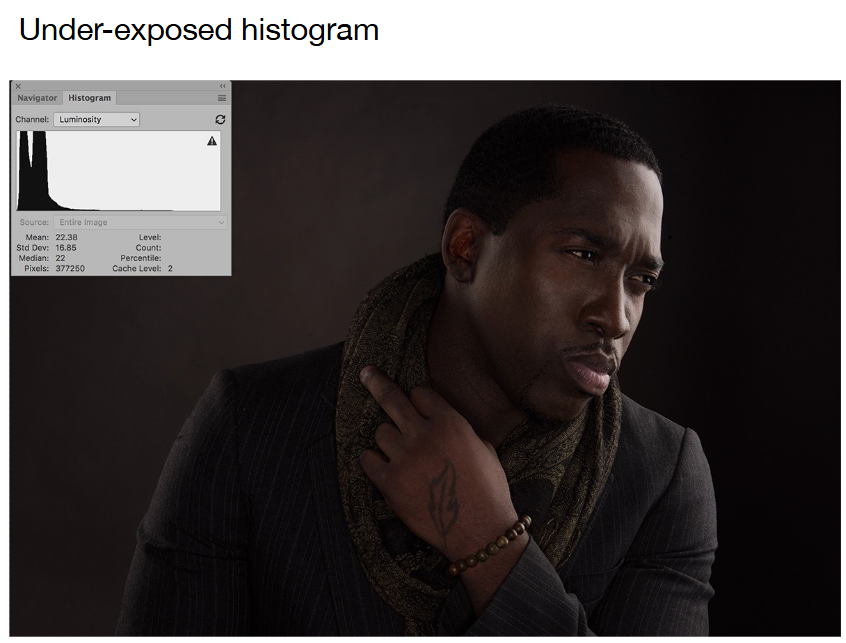 Under-exposed histogram
Navigator Histogram
Channel: Luminosity
Source: Entire Image
Mean: 22.38 Level:
Std Dev: 16.85 Count:
Median: 22 Percentile:
Pixels: 377250 Cache Level: 2